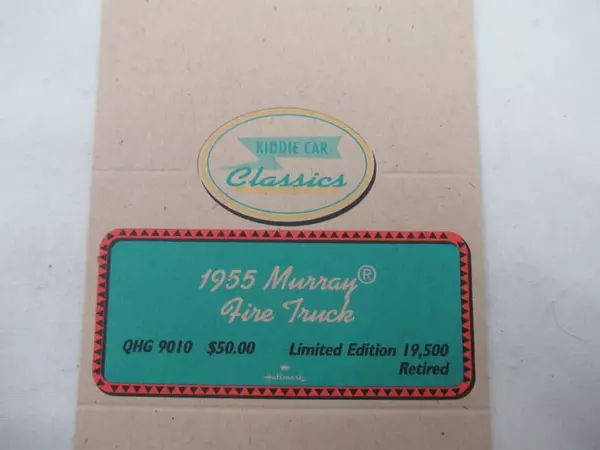 KIDDIE CAR
Classics
1955 Murray®
Fire Truck
QHG 9010 $50.00 Limited Edition 19,500
Retired
Hallmark